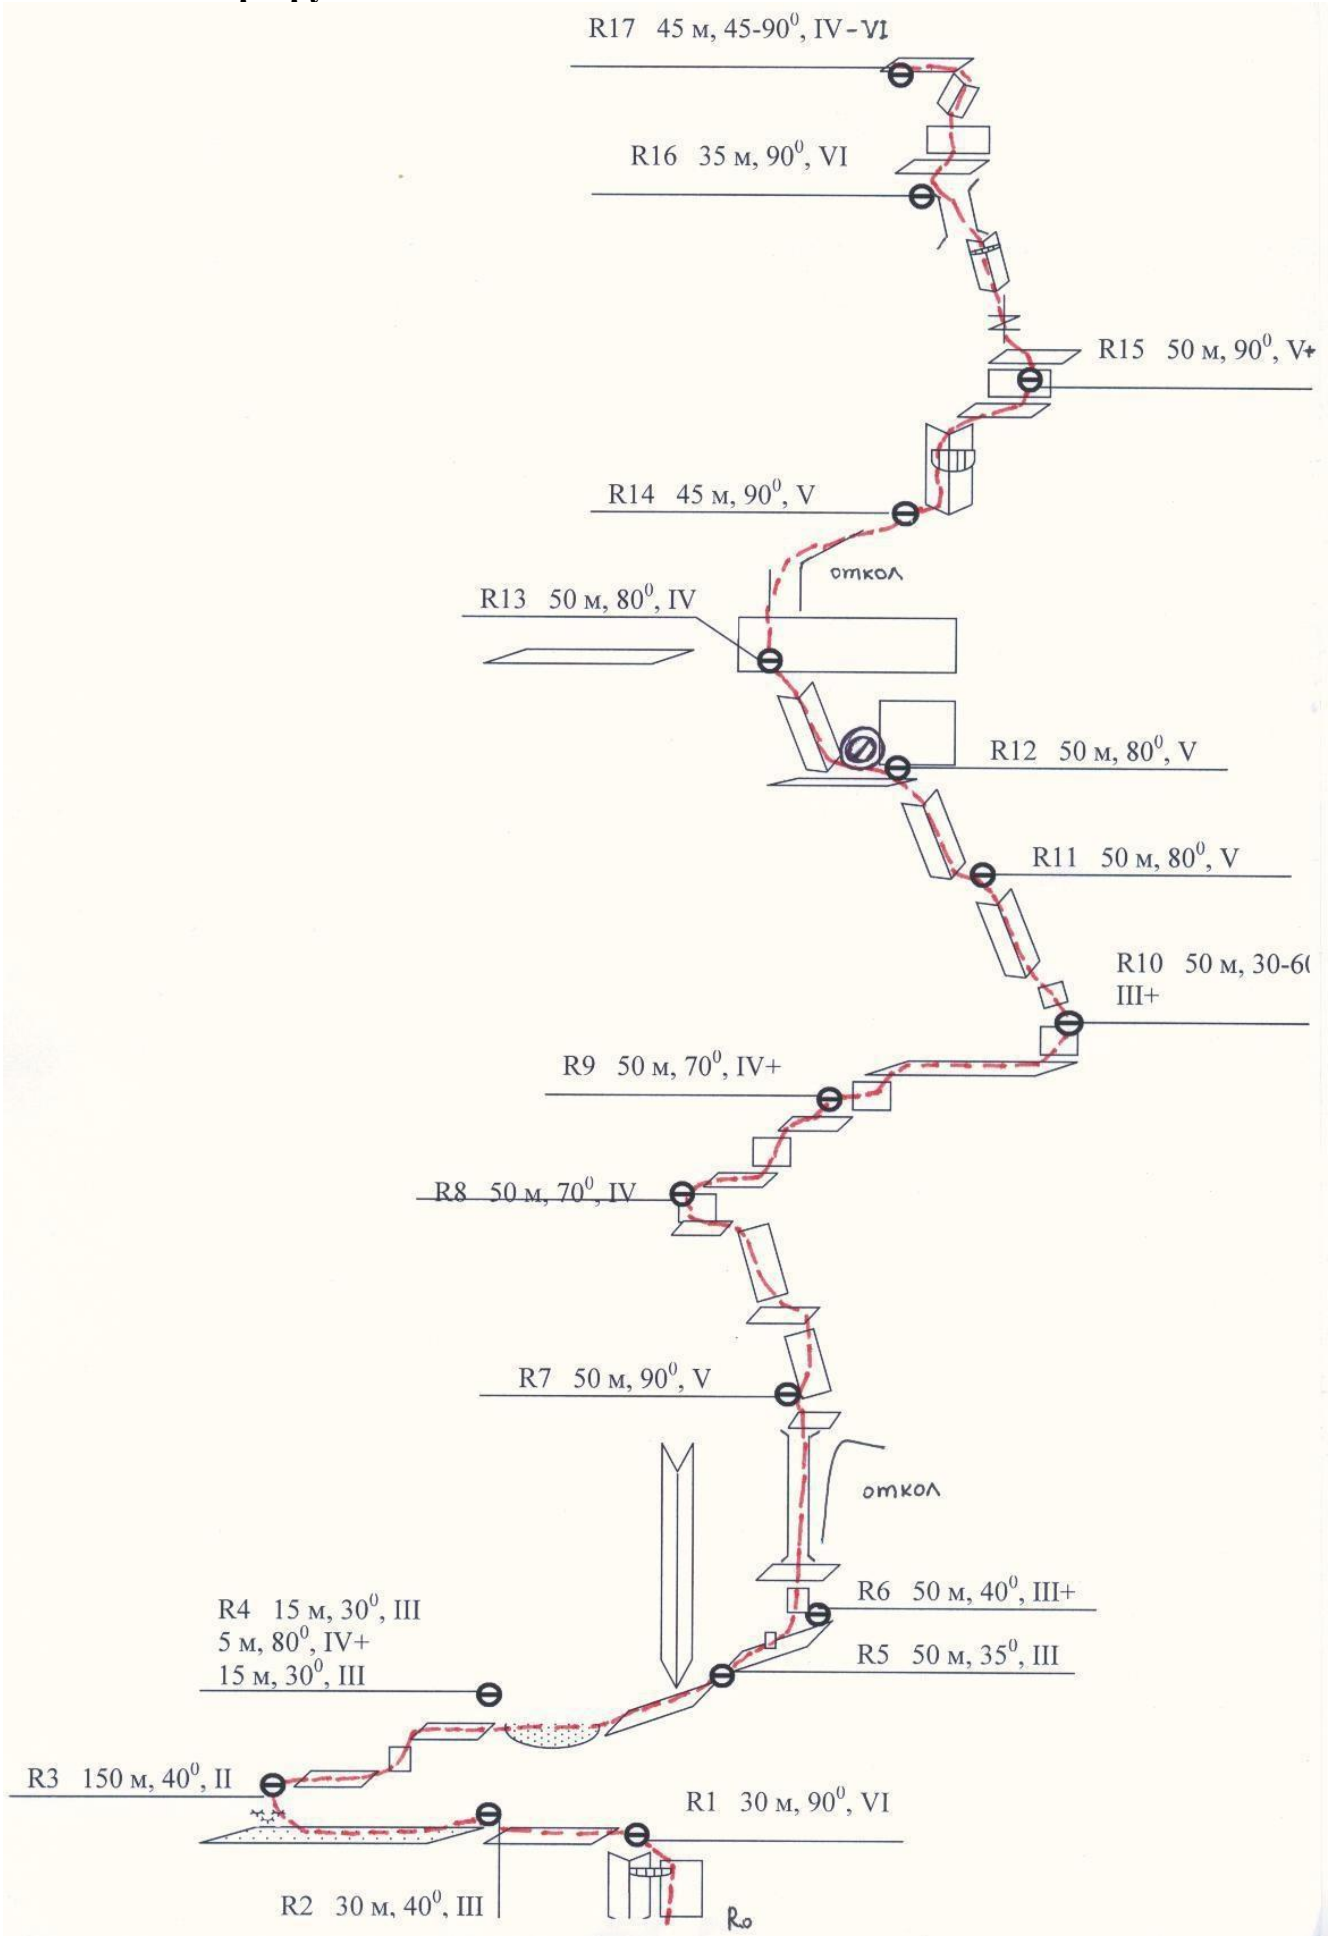 R17 45 м, 45-90⁰, IV-VI
R16 35 м, 90⁰, VI
R15 50 м, 90⁰, V+
R14 45 м, 90⁰, V
откол
R13 50 м, 80⁰, IV
R12 50 м, 80⁰, V
R11 50 м, 80⁰, V
R10 50 м, 30-6
III+
R9 50 м, 70⁰, IV+
R8 50 м, 70⁰, IV
R7 50 м, 90⁰, V
откол
R6 50 м, 40⁰, III+
R4 15 м, 30⁰, III
5 м, 80⁰, IV+
15 м, 30⁰, III
R5 50 м, 35⁰, III
R3 150 м, 40⁰, II
R1 30 м, 90⁰, VI
R2 30 м, 40⁰, III
R0